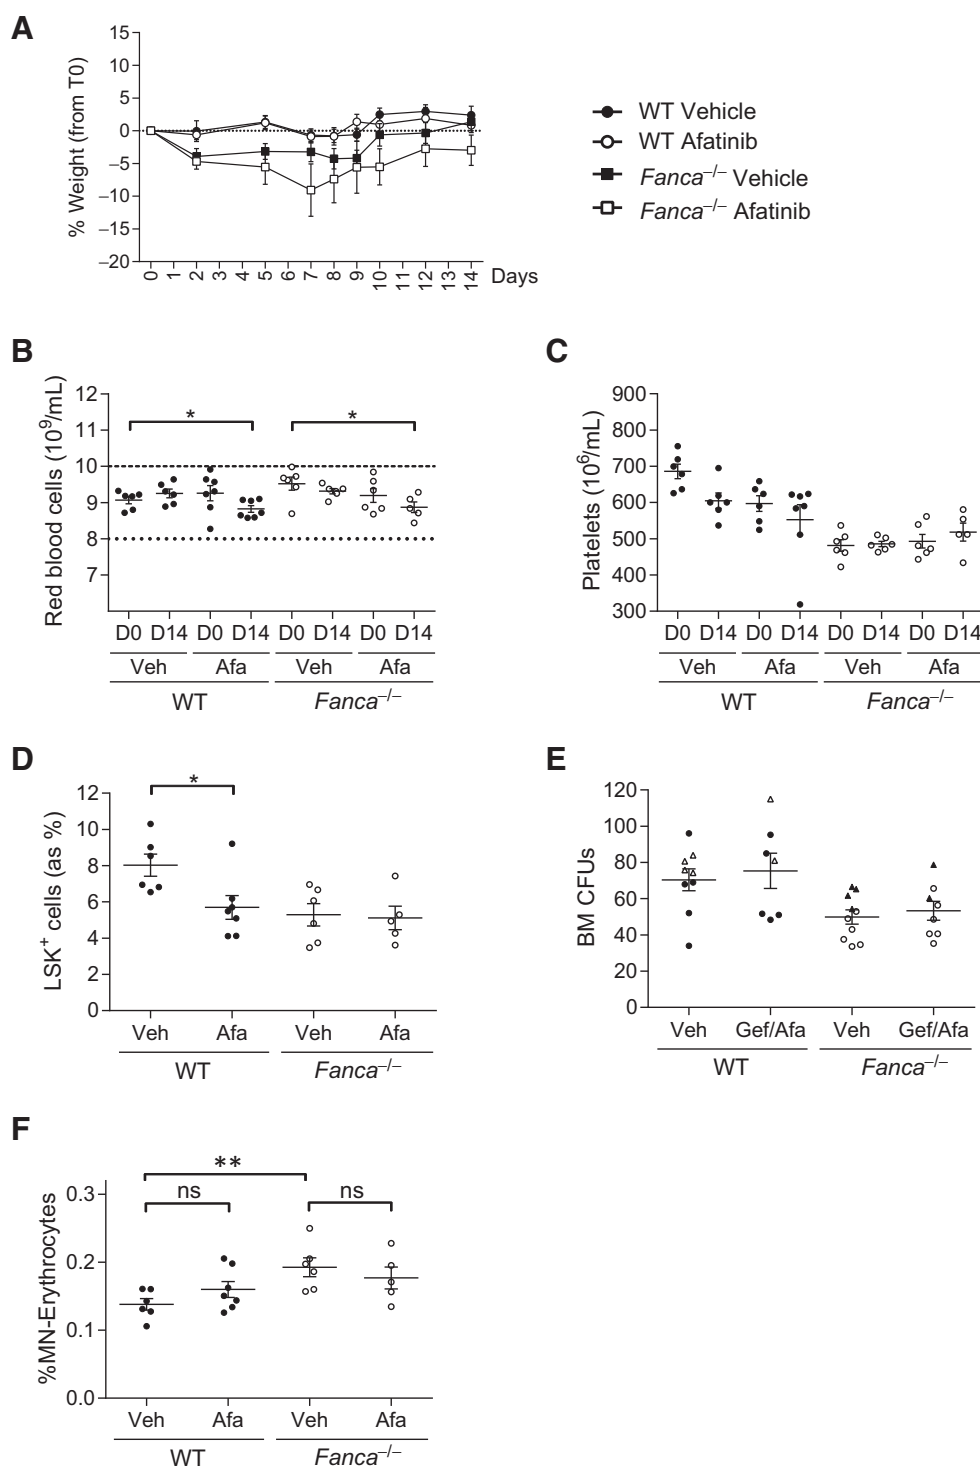 A
% Weight (from T0)
15
10
5
0
−5
−10
−15
−20
0 1 2 3 4 5 6 7 8 9 10 11 12 13 14 Days
WT Vehicle
WT Afatinib
Fanca−/− Vehicle
Fanca−/− Afatinib
B
Red blood cells (10⁹/mL)
12
11
10
9
8
7
* *
D0 D14 D0 D14 D0 D14 D0 D14
Veh Afa Veh Afa
WT Fanca−/−
C
Platelets (10⁶/mL)
900
800
700
600
500
400
300
D0 D14 D0 D14 D0 D14 D0 D14
Veh Afa Veh Afa
WT Fanca−/−
D
LSK⁺ cells (as %)
12
10
8
6
4
2
0
*
Veh Afa Veh Afa
WT Fanca−/−
E
BM CFUs
120
100
80
60
40
20
0
Veh Gef/Afa Veh Gef/Afa
WT Fanca−/−
F
%MN-Erythrocytes
0.3
0.2
0.1
0.0
**
ns ns
Veh Afa Veh Afa
WT Fanca−/−